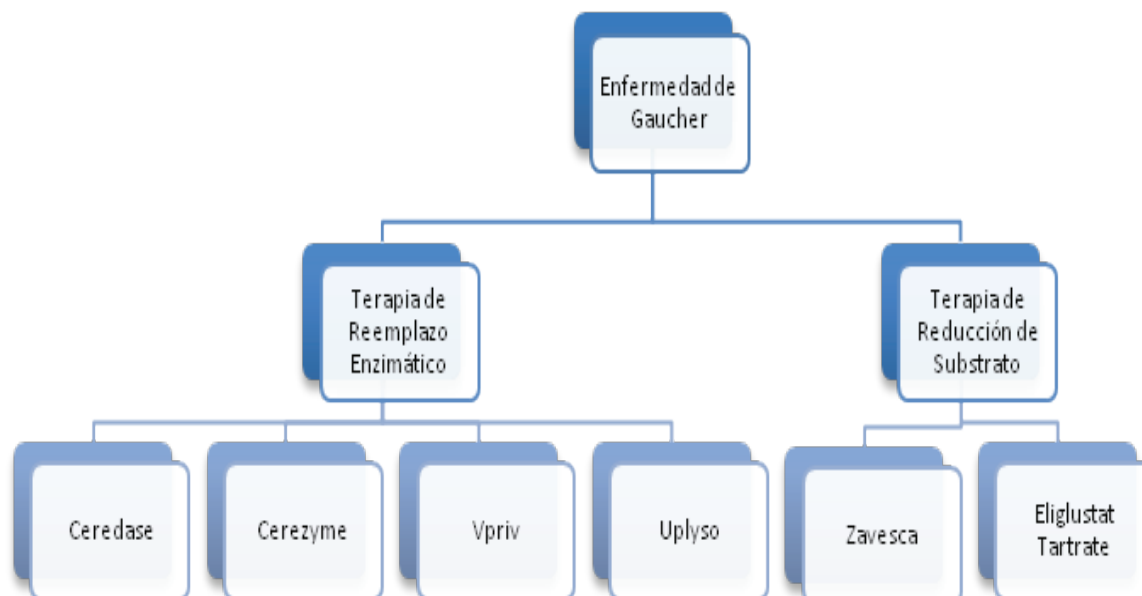 Enfermedad de
Gaucher
Terapia de
Reemplazo
Enzimático
Terapia de
Reducción de
Substrato
Ceredase
Cerezyme
Vpriv
Uplyso
Zavesca
Eliglustat
Tartrate